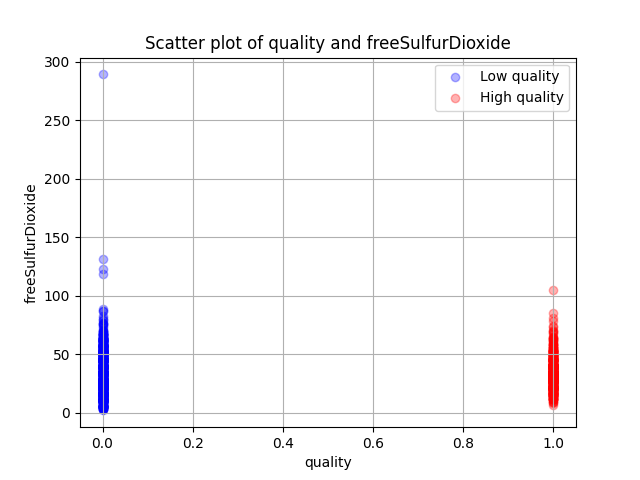 Scatter plot of quality and freeSulfurDioxide
Low quality
High quality
300
250
200
150
100
50
0
freeSulfurDioxide
0.0 0.2 0.4 0.6 0.8 1.0
quality